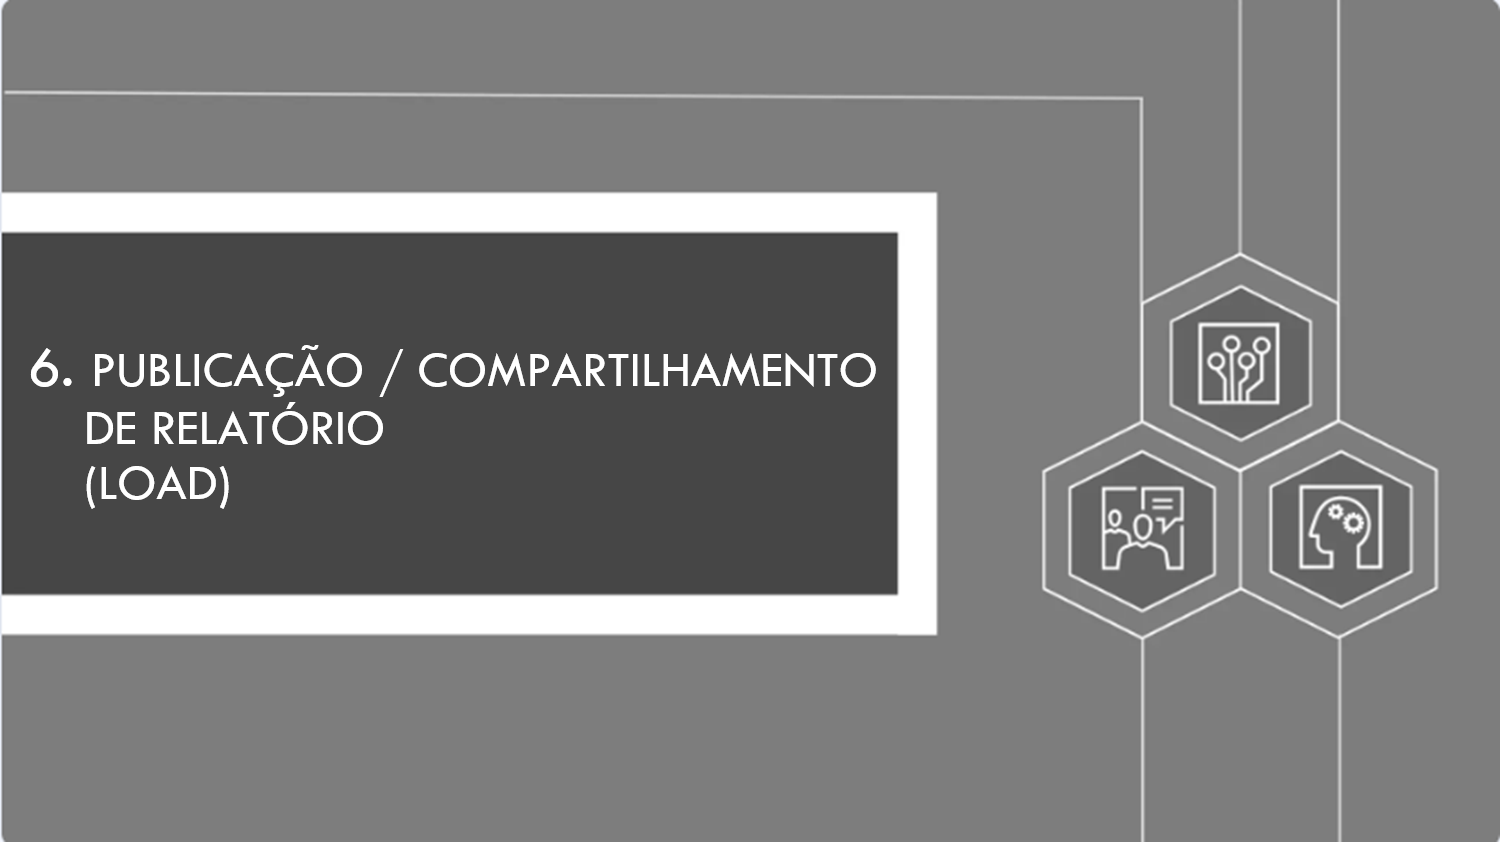 6. PUBLICAÇÃO / COMPARTILHAMENTO
DE RELATÓRIO
(LOAD)